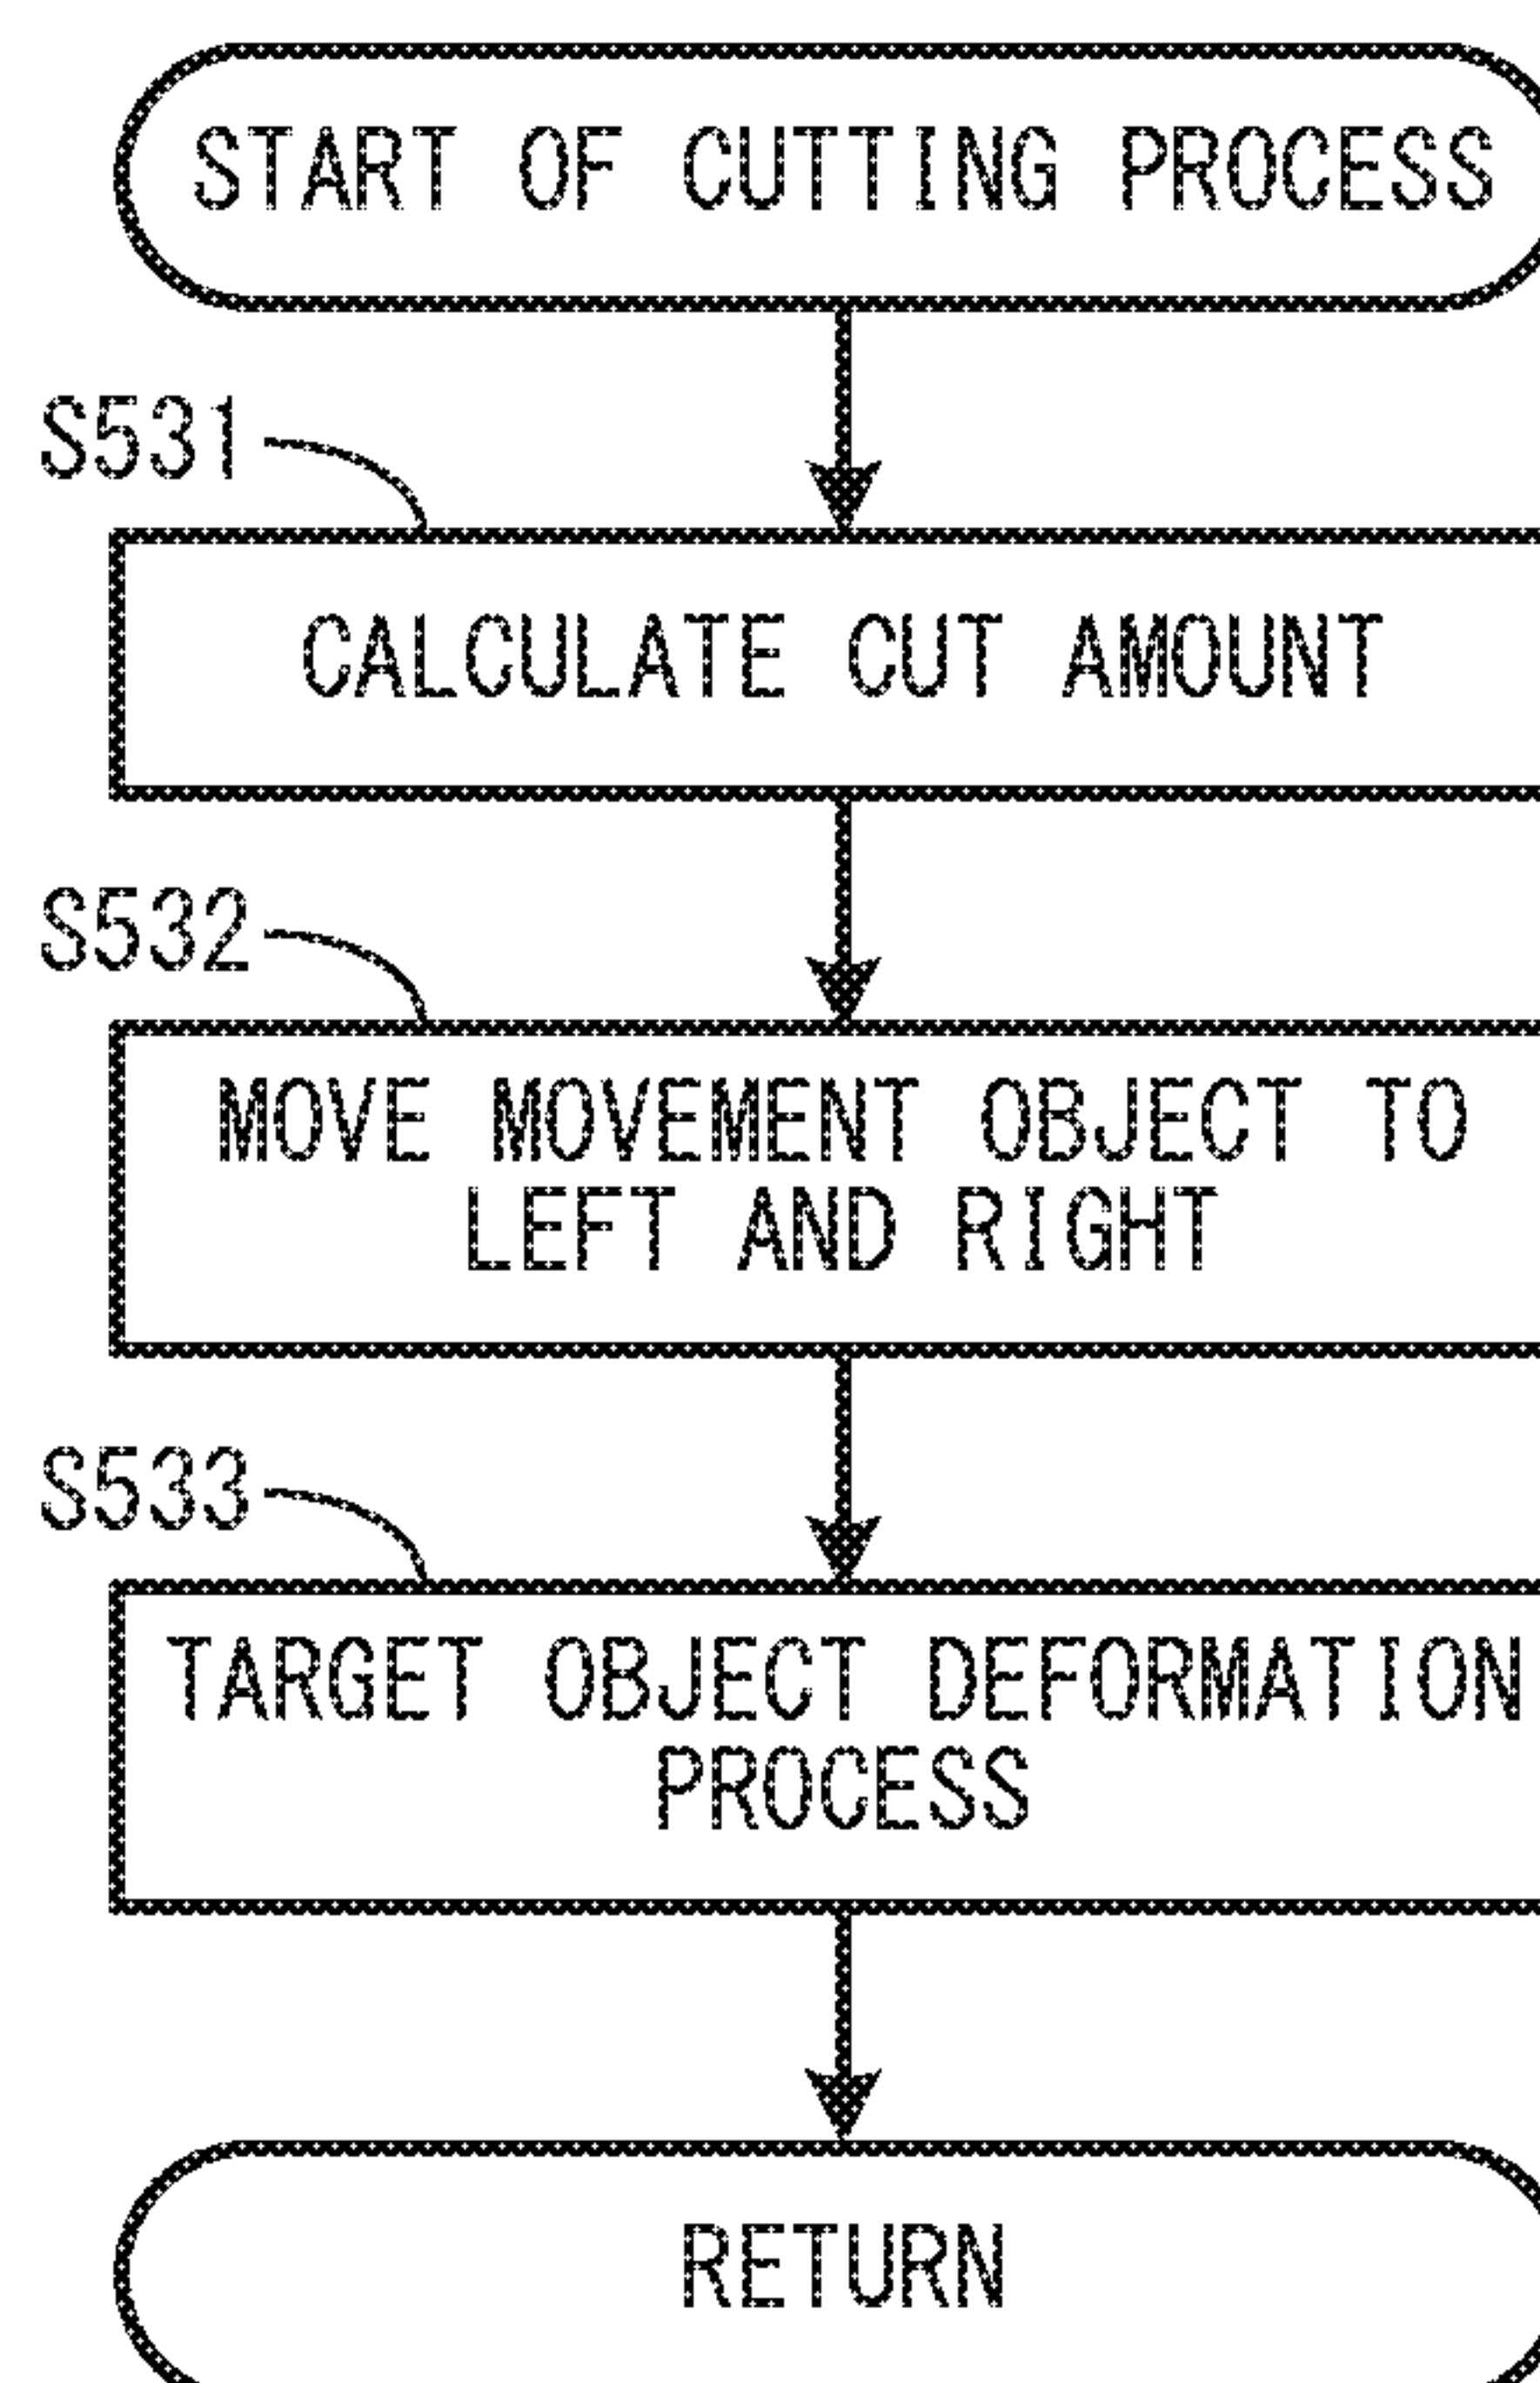 START OF CUTTING PROCESS
S531
CALCULATE CUT AMOUNT
S532
MOVE MOVEMENT OBJECT TO
LEFT AND RIGHT
S533
TARGET OBJECT DEFORMATION
PROCESS
RETURN